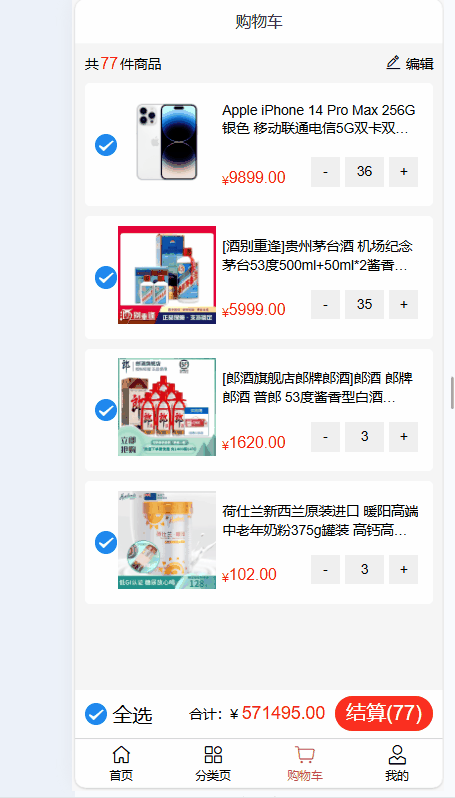 购物车
共77件商品
编辑
Apple iPhone 14 Pro Max 256G
银色 移动联通电信5G双卡双…
¥9899.00
- 36 +
[酒别重逢]贵州茅台酒 机场纪念
茅台53度500ml+50ml*2酱香…
¥5999.00
- 35 +
[郎酒旗舰店郎牌郎酒]郎酒 郎牌
郎酒 普郎 53度酱香型白酒…
立即
抢购
¥1620.00
- 3 +
荷仕兰新西兰原装进口 暖阳高端
中老年奶粉375g罐装 高钙高…
¥102.00
- 3 +
全选
合计：¥ 571495.00
结算(77)
首页
分类页
购物车
我的